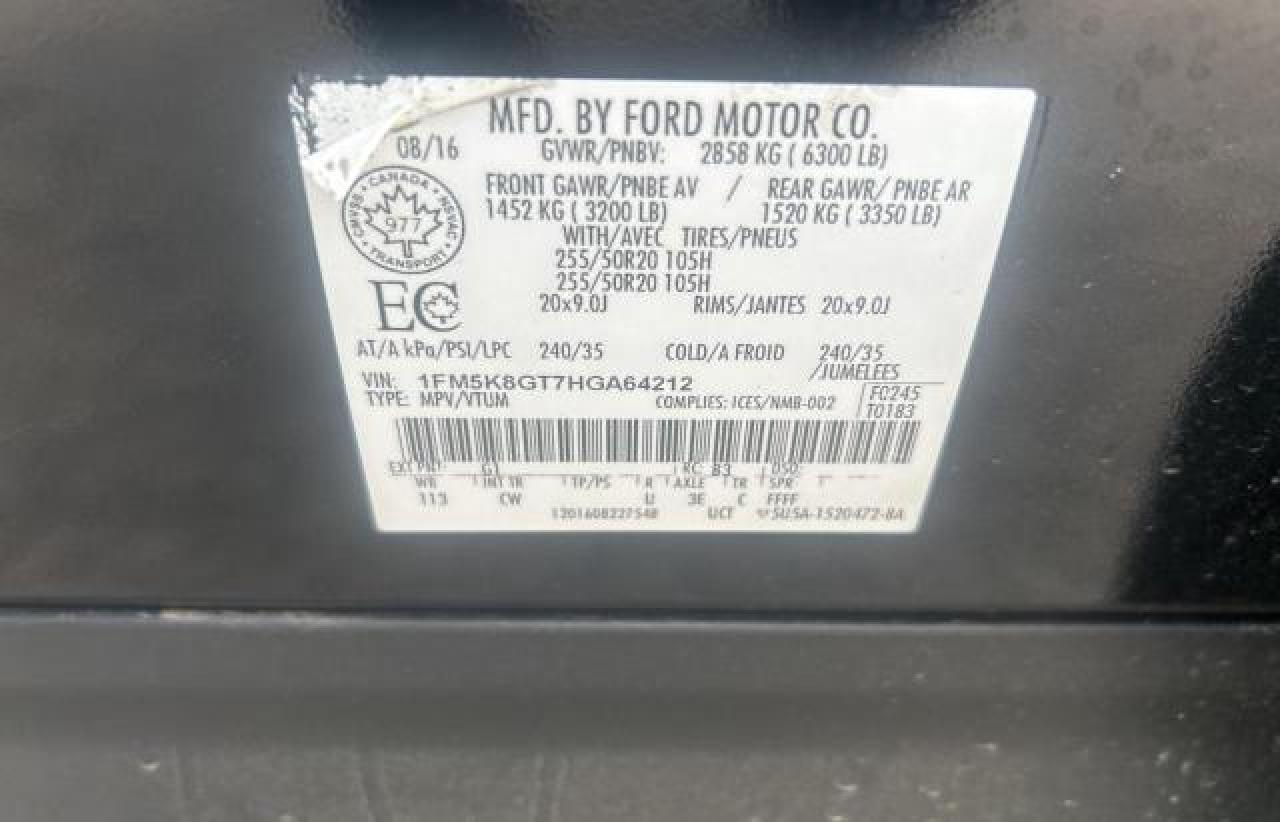 MFD. BY FORD MOTOR CO.
08/16
GVWR/PNBV: 2858 KG ( 6300 LB)
FRONT GAWR/PNBE AV / REAR GAWR/ PNBE AR
1452 KG ( 3200 LB) 1520 KG ( 3350 LB)
WITH/AVEC TIRES/PNEUS
255/50R20 105H
255/50R20 105H
20x9.0J RIMS/JANTES 20x9.0J
CANADA
977
TRANSPORT
EC
AT/A kPa/PSI/LPC 240/35 COLD/A FROID 240/35
/JUMELEES
VIN: 1FM5K8GT7HGA64212
TYPE: MPV/VTUM COMPLIES: ICES/NMB-002
F0245
T0183
EXT PNT: G1 RC: B3 DSO:
WB INT TR TP/PS R AXLE TR SPR
113 CW U 3E C FFFF
1201608227548 UCT 5U5A-1520472-BA